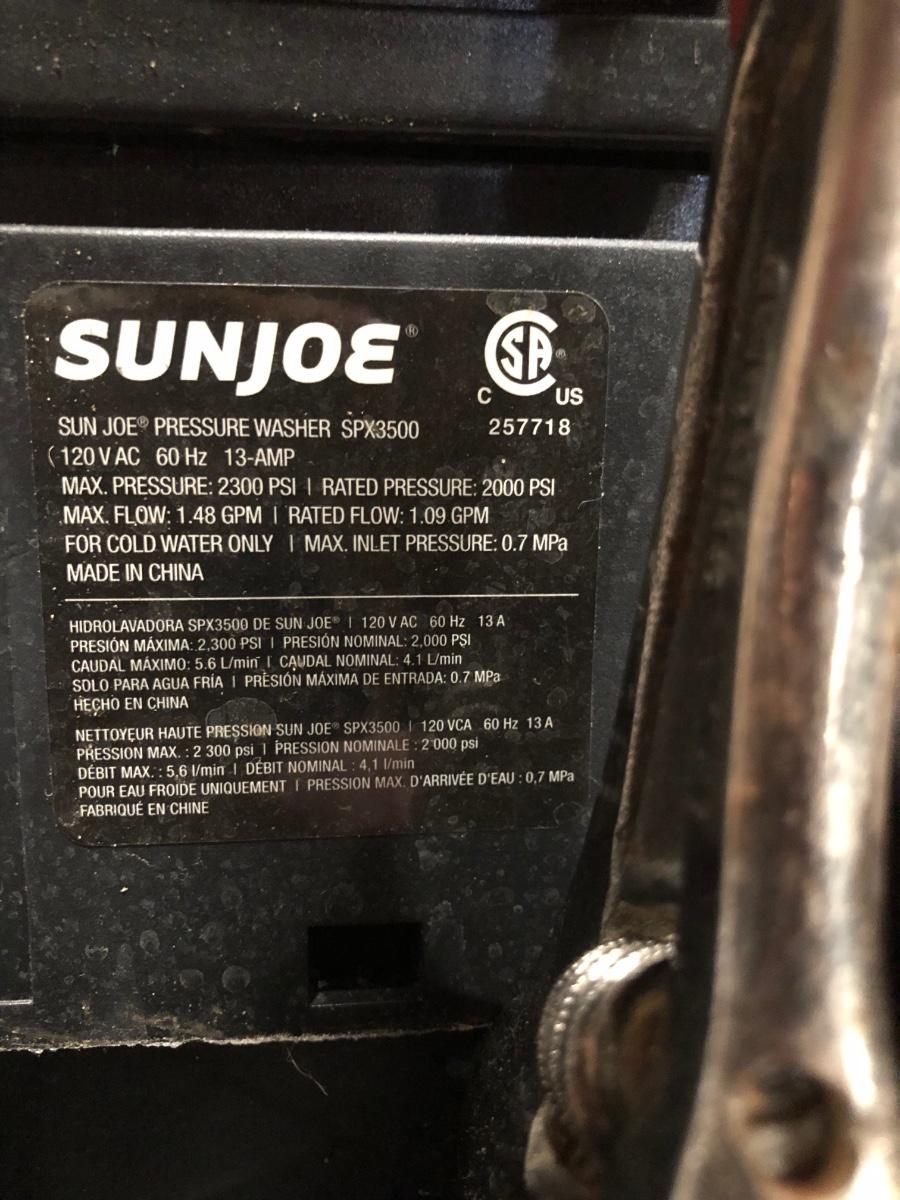 SUNJOE®
CSA®
C US
SUN JOE® PRESSURE WASHER SPX3500
257718
120 V AC 60 Hz 13-AMP
MAX. PRESSURE: 2300 PSI | RATED PRESSURE: 2000 PSI
MAX. FLOW: 1.48 GPM | RATED FLOW: 1.09 GPM
FOR COLD WATER ONLY | MAX. INLET PRESSURE: 0.7 MPa
MADE IN CHINA
HIDROLAVADORA SPX3500 DE SUN JOE® | 120 V AC 60 Hz 13 A
PRESIÓN MÁXIMA: 2,300 PSI | PRESIÓN NOMINAL: 2,000 PSI
CAUDAL MÁXIMO: 5.6 L/min | CAUDAL NOMINAL: 4.1 L/min
SOLO PARA AGUA FRÍA | PRESIÓN MÁXIMA DE ENTRADA: 0.7 MPa
HECHO EN CHINA
NETTOYEUR HAUTE PRESSION SUN JOE® SPX3500 | 120 VCA 60 Hz 13 A
PRESSION MAX. : 2 300 psi | PRESSION NOMINALE : 2 000 psi
DÉBIT MAX. : 5,6 l/min | DÉBIT NOMINAL : 4,1 l/min
POUR EAU FROIDE UNIQUEMENT | PRESSION MAX. D'ARRIVÉE D'EAU : 0,7 MPa
FABRIQUÉ EN CHINE